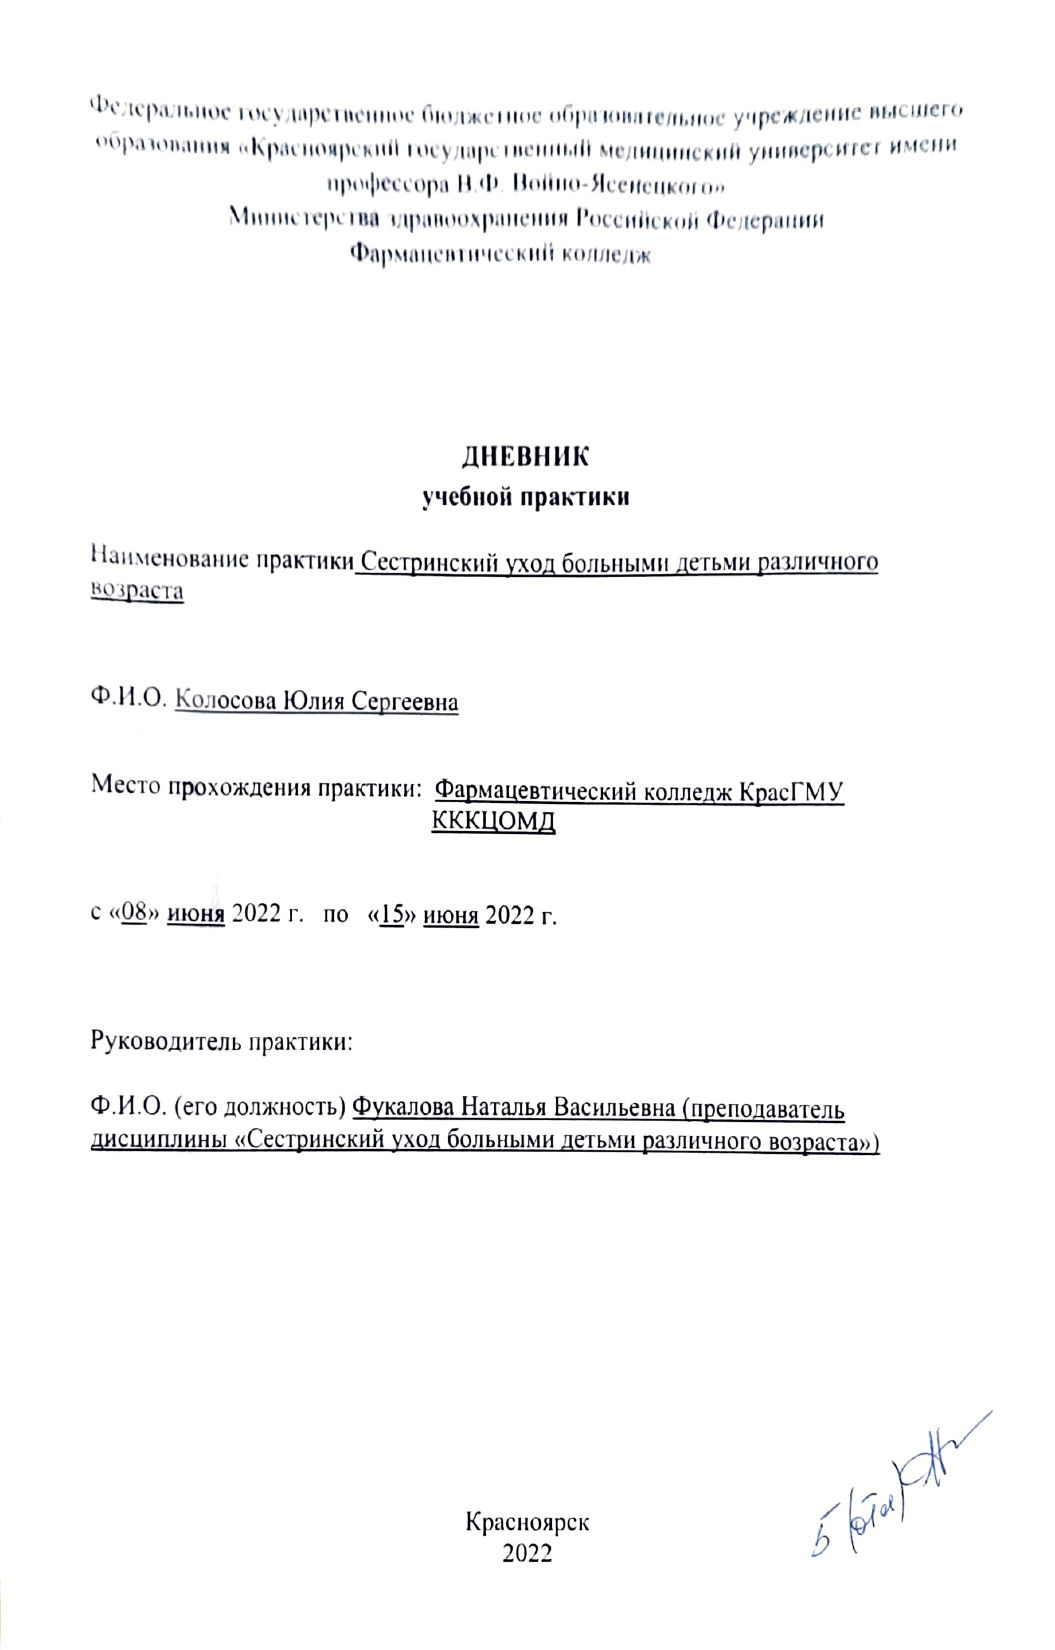 Федеральное государственное бюджетное образовательное учреждение высшего
образования «Красноярский государственный медицинский университет имени
профессора В.Ф. Войно-Ясенецкого»
Министерства здравоохранения Российской Федерации
Фармацевтический колледж
ДНЕВНИК
учебной практики
Наименование практики Сестринский уход больными детьми различного
возраста
Ф.И.О. Колосова Юлия Сергеевна
Место прохождения практики: Фармацевтический колледж КрасГМУ
КККЦОМД
с «08» июня 2022 г. по «15» июня 2022 г.
Руководитель практики:
Ф.И.О. (его должность) Фукалова Наталья Васильевна (преподаватель
дисциплины «Сестринский уход больными детьми различного возраста»)
Красноярск
2022
5 (отл)